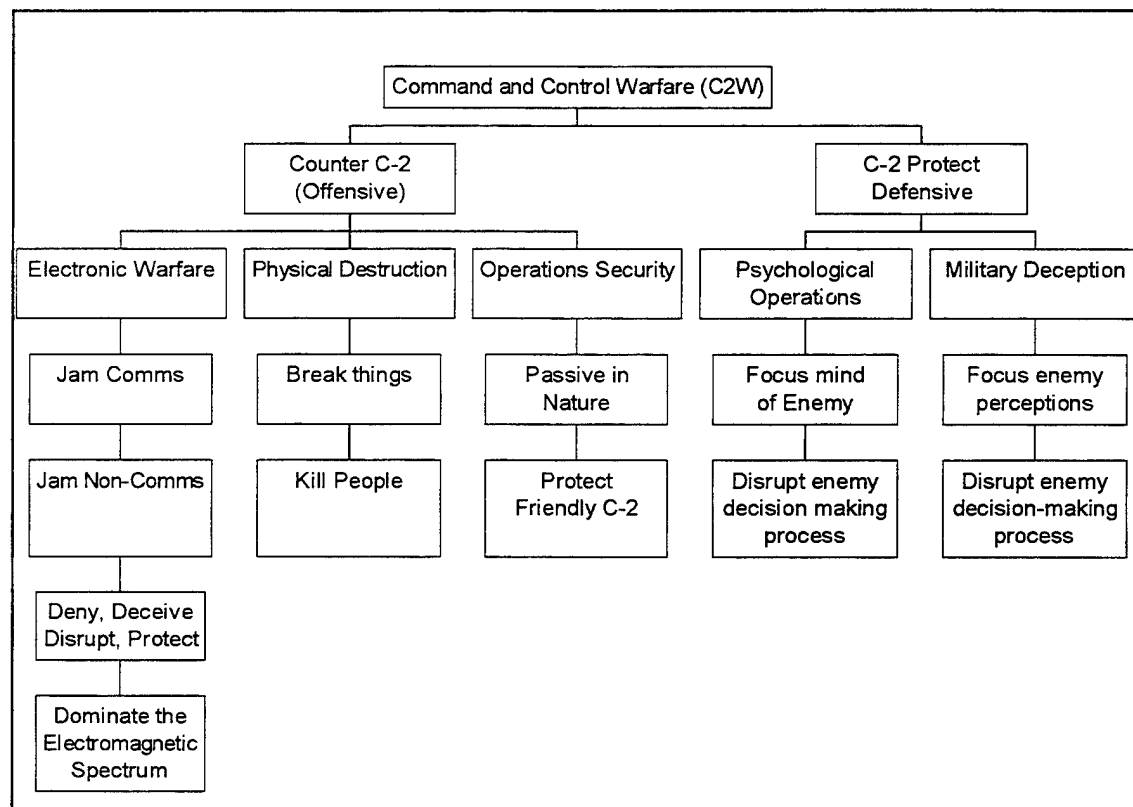 Command and Control Warfare (C2W)
Counter C-2
(Offensive)
C-2 Protect
Defensive
Electronic Warfare
Physical Destruction
Operations Security
Psychological
Operations
Military Deception
Jam Comms
Break things
Passive in
Nature
Focus mind
of Enemy
Focus enemy
perceptions
Jam Non-Comms
Kill People
Protect
Friendly C-2
Disrupt enemy
decision making
process
Disrupt enemy
decision-making
process
Deny, Deceive
Disrupt, Protect
Dominate the
Electromagnetic
Spectrum